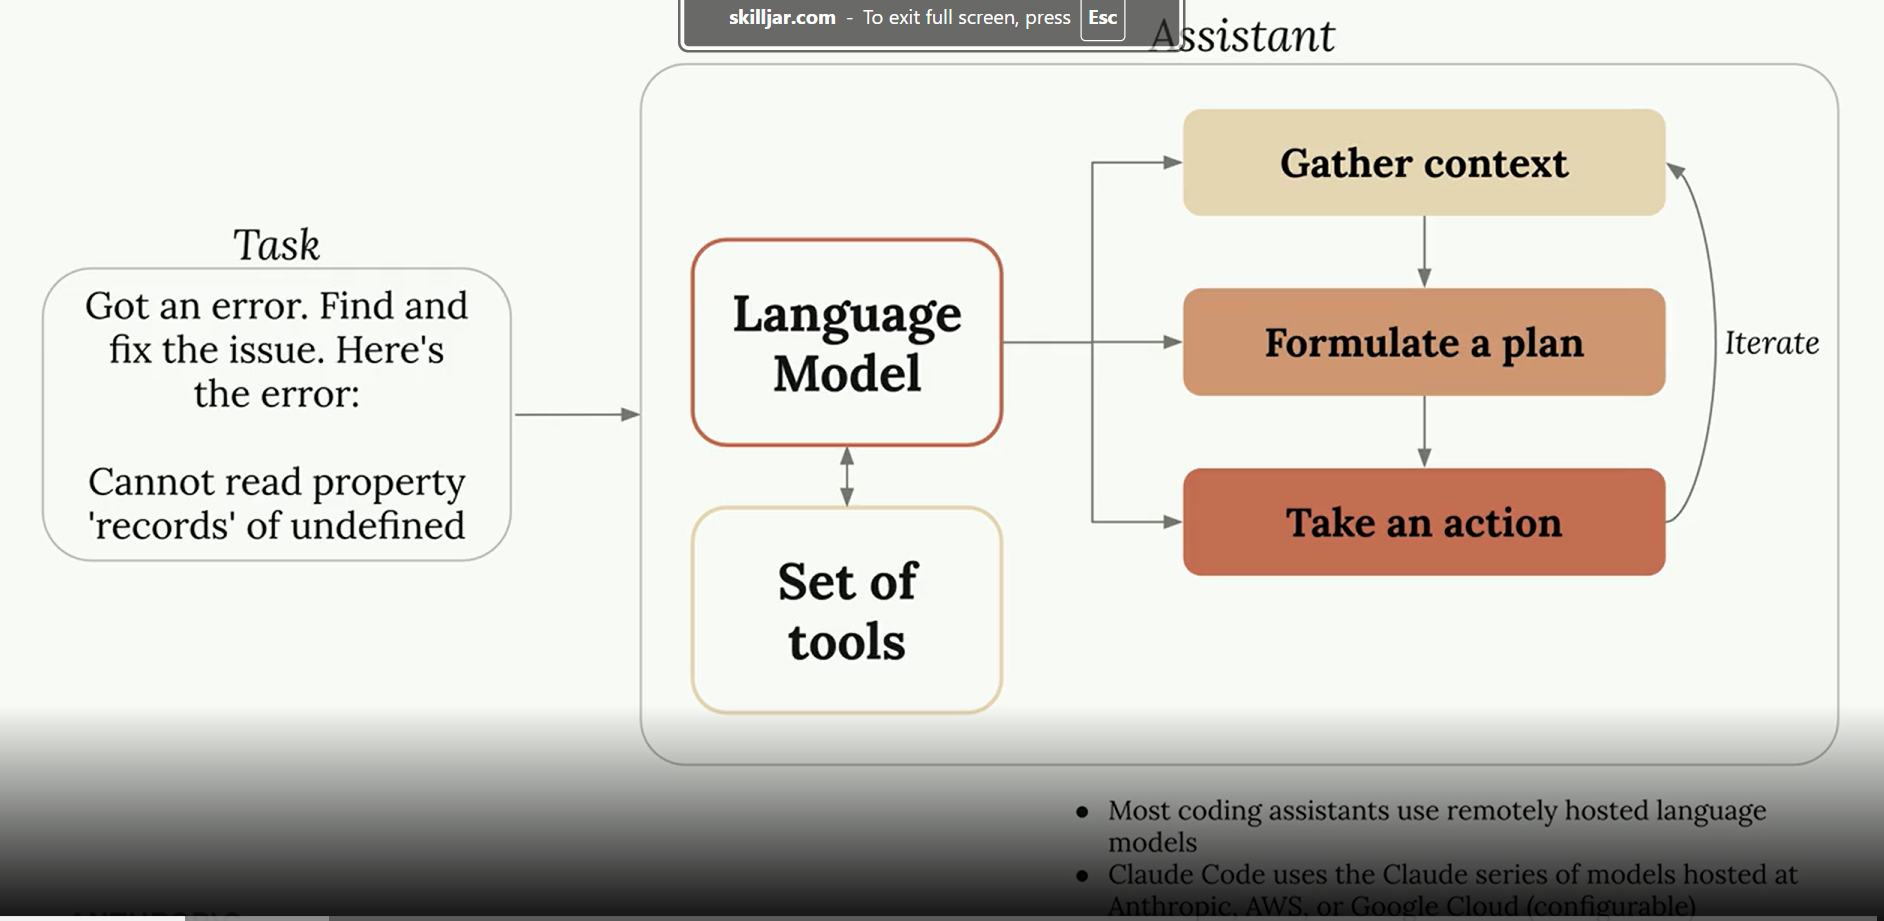 skilljar.com - To exit full screen, press Esc
Assistant
Task
Got an error. Find and
fix the issue. Here's
the error:
Cannot read property
'records' of undefined
Language
Model
Set of
tools
Gather context
Formulate a plan
Take an action
Iterate
● Most coding assistants use remotely hosted language
models
● Claude Code uses the Claude series of models hosted at
Anthropic, AWS, or Google Cloud (configurable)